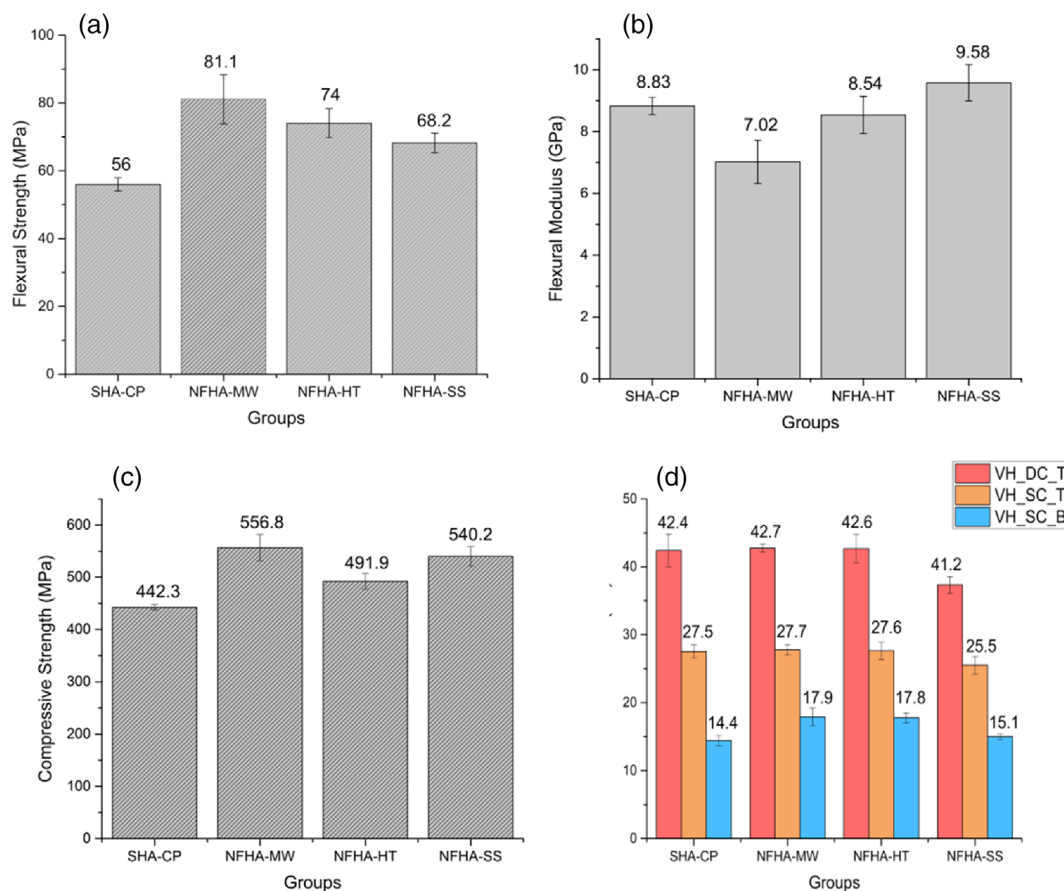 (a)
Flexural Strength (MPa)
100
80
60
40
20
0
56
81.1
74
68.2
SHA-CP NFHA-MW NFHA-HT NFHA-SS
Groups
(b)
Flexural Modulus (GPa)
10
8
6
4
2
0
8.83
7.02
8.54
9.58
SHA-CP NFHA-MW NFHA-HT NFHA-SS
Groups
(c)
Compressive Strength (MPa)
600
500
400
300
200
100
0
442.3
556.8
491.9
540.2
SHA-CP NFHA-MW NFHA-HT NFHA-SS
Groups
(d)
VH_DC_T
VH_SC_T
VH_SC_B
50
40
30
20
10
0
42.4
27.5
14.4
42.7
27.7
17.9
42.6
27.6
17.8
41.2
25.5
15.1
SHA-CP NFHA-MW NFHA-HT NFHA-SS
Groups